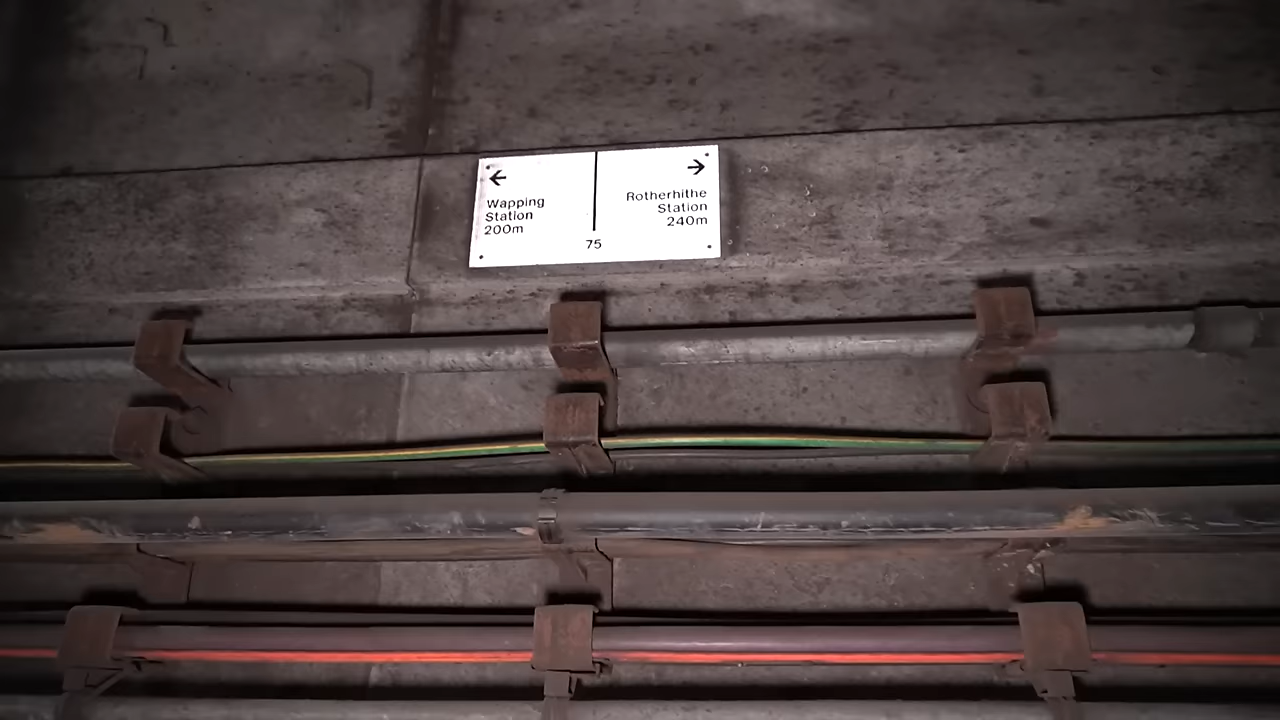 ← →
Wapping
Station
200m
Rotherhithe
Station
240m
75